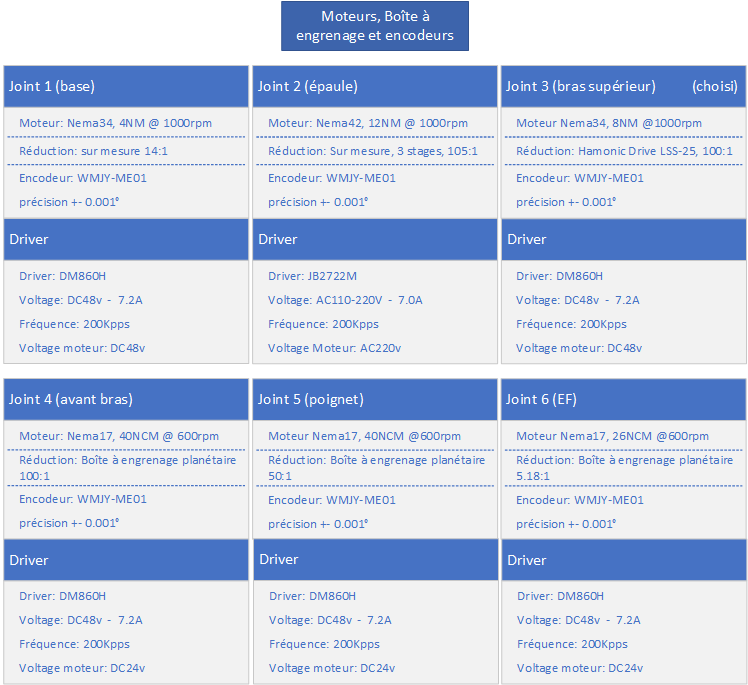 Moteurs, Boîte à
engrenage et encodeurs
Joint 1 (base)
Moteur: Nema34, 4NM @ 1000rpm
Réduction: sur mesure 14:1
Encodeur: WMJY-ME01
précision +- 0.001°
Driver
Driver: DM860H
Voltage: DC48v - 7.2A
Fréquence: 200Kpps
Voltage moteur: DC48v
Joint 2 (épaule)
Moteur: Nema42, 12NM @ 1000rpm
Réduction: Sur mesure, 3 stages, 105:1
Encodeur: WMJY-ME01
précision +- 0.001°
Driver
Driver: JB2722M
Voltage: AC110-220V - 7.0A
Fréquence: 200Kpps
Voltage Moteur: AC220v
Joint 3 (bras supérieur) (choisi)
Moteur Nema34, 8NM @1000rpm
Réduction: Hamonic Drive LSS-25, 100:1
Encodeur: WMJY-ME01
précision +- 0.001°
Driver
Driver: DM860H
Voltage: DC48v - 7.2A
Fréquence: 200Kpps
Voltage moteur: DC48v
Joint 4 (avant bras)
Moteur: Nema17, 40NCM @ 600rpm
Réduction: Boîte à engrenage planétaire
100:1
Encodeur: WMJY-ME01
précision +- 0.001°
Driver
Driver: DM860H
Voltage: DC48v - 7.2A
Fréquence: 200Kpps
Voltage moteur: DC24v
Joint 5 (poignet)
Moteur Nema17, 40NCM @600rpm
Réduction: Boîte à engrenage planétaire
50:1
Encodeur: WMJY-ME01
précision +- 0.001°
Driver
Driver: DM860H
Voltage: DC48v - 7.2A
Fréquence: 200Kpps
Voltage moteur: DC24v
Joint 6 (EF)
Moteur Nema17, 26NCM @600rpm
Réduction: Boîte à engrenage planétaire
5.18:1
Encodeur: WMJY-ME01
précision +- 0.001°
Driver
Driver: DM860H
Voltage: DC48v - 7.2A
Fréquence: 200Kpps
Voltage moteur: DC24v